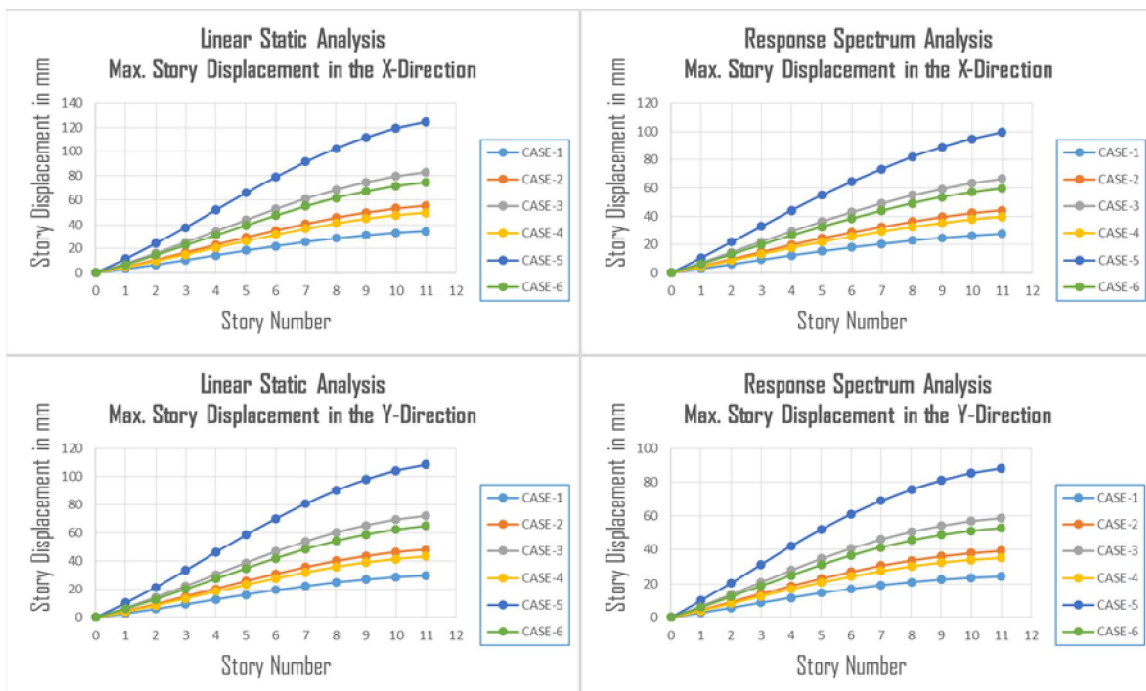 Linear Static Analysis
Max. Story Displacement in the X-Direction
Story Displacement in mm
140
120
100
80
60
40
20
0
0 1 2 3 4 5 6 7 8 9 10 11 12
Story Number
CASE-1
CASE-2
CASE-3
CASE-4
CASE-5
CASE-6
Response Spectrum Analysis
Max. Story Displacement in the X-Direction
Story Displacement in mm
120
100
80
60
40
20
0
0 1 2 3 4 5 6 7 8 9 10 11 12
Story Number
CASE-1
CASE-2
CASE-3
CASE-4
CASE-5
CASE-6
Linear Static Analysis
Max. Story Displacement in the Y-Direction
Story Displacement in mm
120
100
80
60
40
20
0
0 1 2 3 4 5 6 7 8 9 10 11 12
Story Number
CASE-1
CASE-2
CASE-3
CASE-4
CASE-5
CASE-6
Response Spectrum Analysis
Max. Story Displacement in the Y-Direction
Story Displacement in mm
100
80
60
40
20
0
0 1 2 3 4 5 6 7 8 9 10 11 12
Story Number
CASE-1
CASE-2
CASE-3
CASE-4
CASE-5
CASE-6